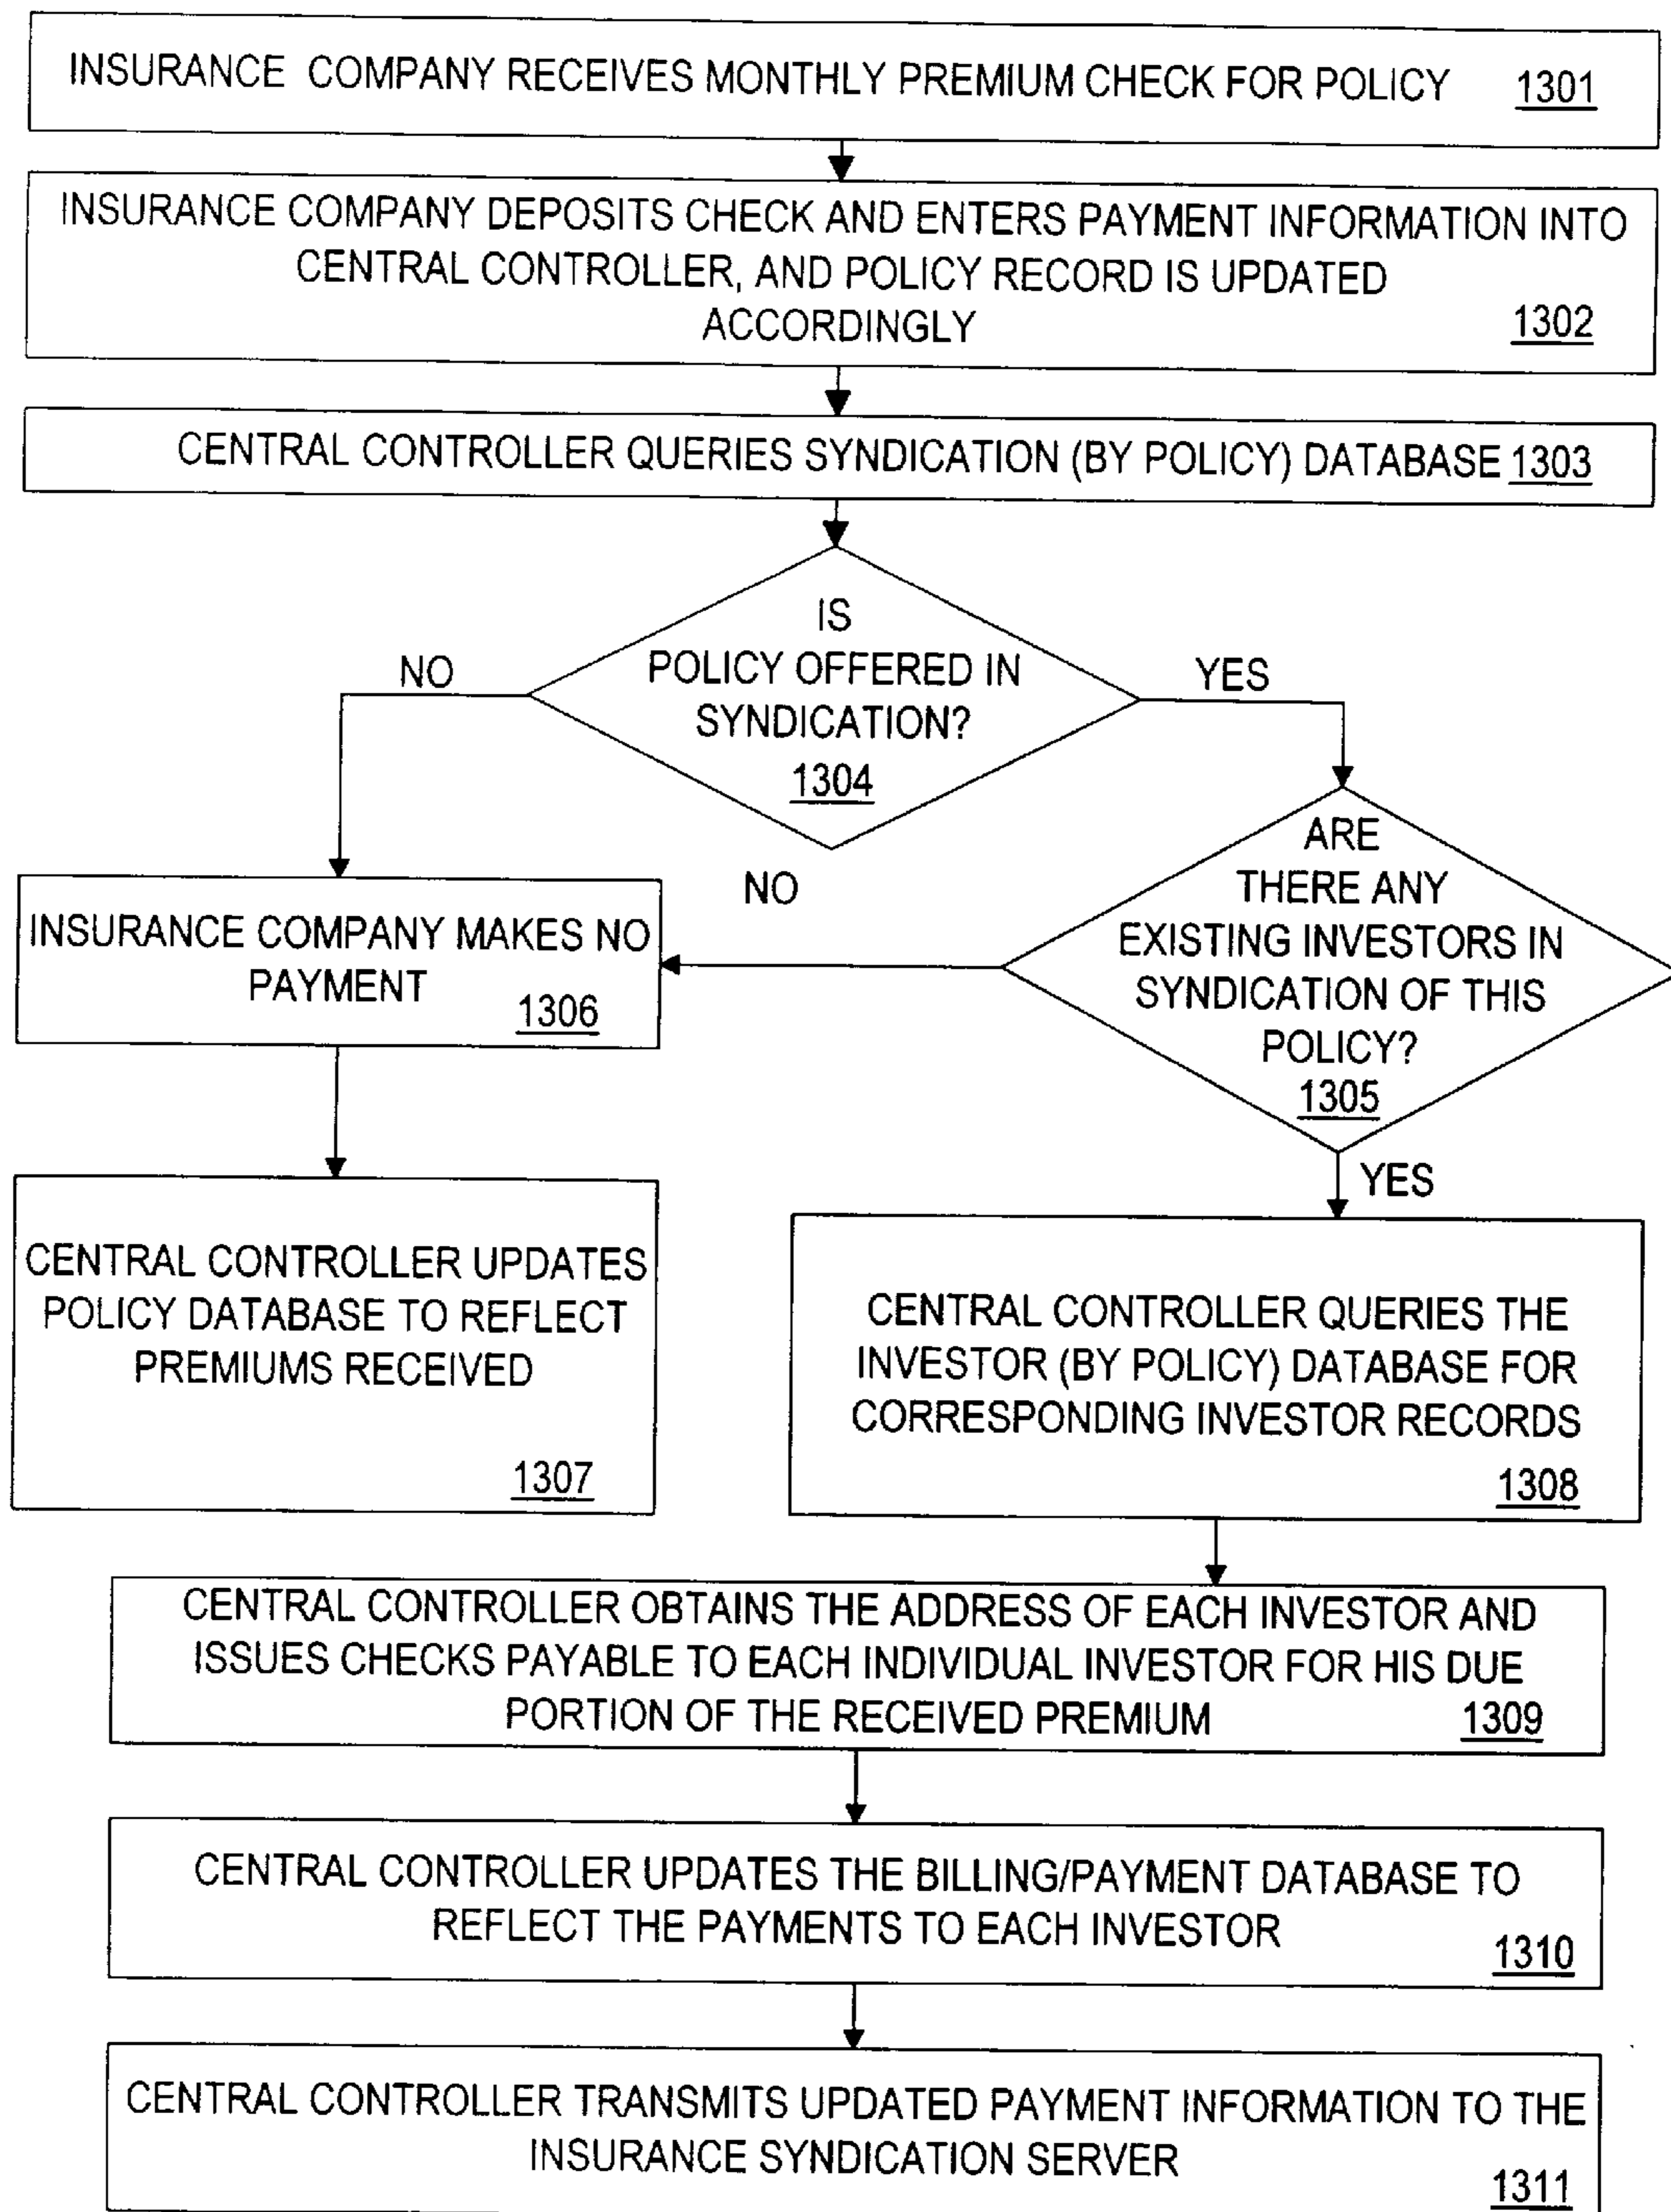 INSURANCE COMPANY RECEIVES MONTHLY PREMIUM CHECK FOR POLICY 1301
INSURANCE COMPANY DEPOSITS CHECK AND ENTERS PAYMENT INFORMATION INTO
CENTRAL CONTROLLER, AND POLICY RECORD IS UPDATED
ACCORDINGLY 1302
CENTRAL CONTROLLER QUERIES SYNDICATION (BY POLICY) DATABASE 1303
IS
POLICY OFFERED IN
SYNDICATION?
1304
NO
YES
ARE
THERE ANY
EXISTING INVESTORS IN
SYNDICATION OF THIS
POLICY?
1305
NO
YES
INSURANCE COMPANY MAKES NO
PAYMENT
1306
CENTRAL CONTROLLER UPDATES
POLICY DATABASE TO REFLECT
PREMIUMS RECEIVED
1307
CENTRAL CONTROLLER QUERIES THE
INVESTOR (BY POLICY) DATABASE FOR
CORRESPONDING INVESTOR RECORDS
1308
CENTRAL CONTROLLER OBTAINS THE ADDRESS OF EACH INVESTOR AND
ISSUES CHECKS PAYABLE TO EACH INDIVIDUAL INVESTOR FOR HIS DUE
PORTION OF THE RECEIVED PREMIUM 1309
CENTRAL CONTROLLER UPDATES THE BILLING/PAYMENT DATABASE TO
REFLECT THE PAYMENTS TO EACH INVESTOR
1310
CENTRAL CONTROLLER TRANSMITS UPDATED PAYMENT INFORMATION TO THE
INSURANCE SYNDICATION SERVER
1311